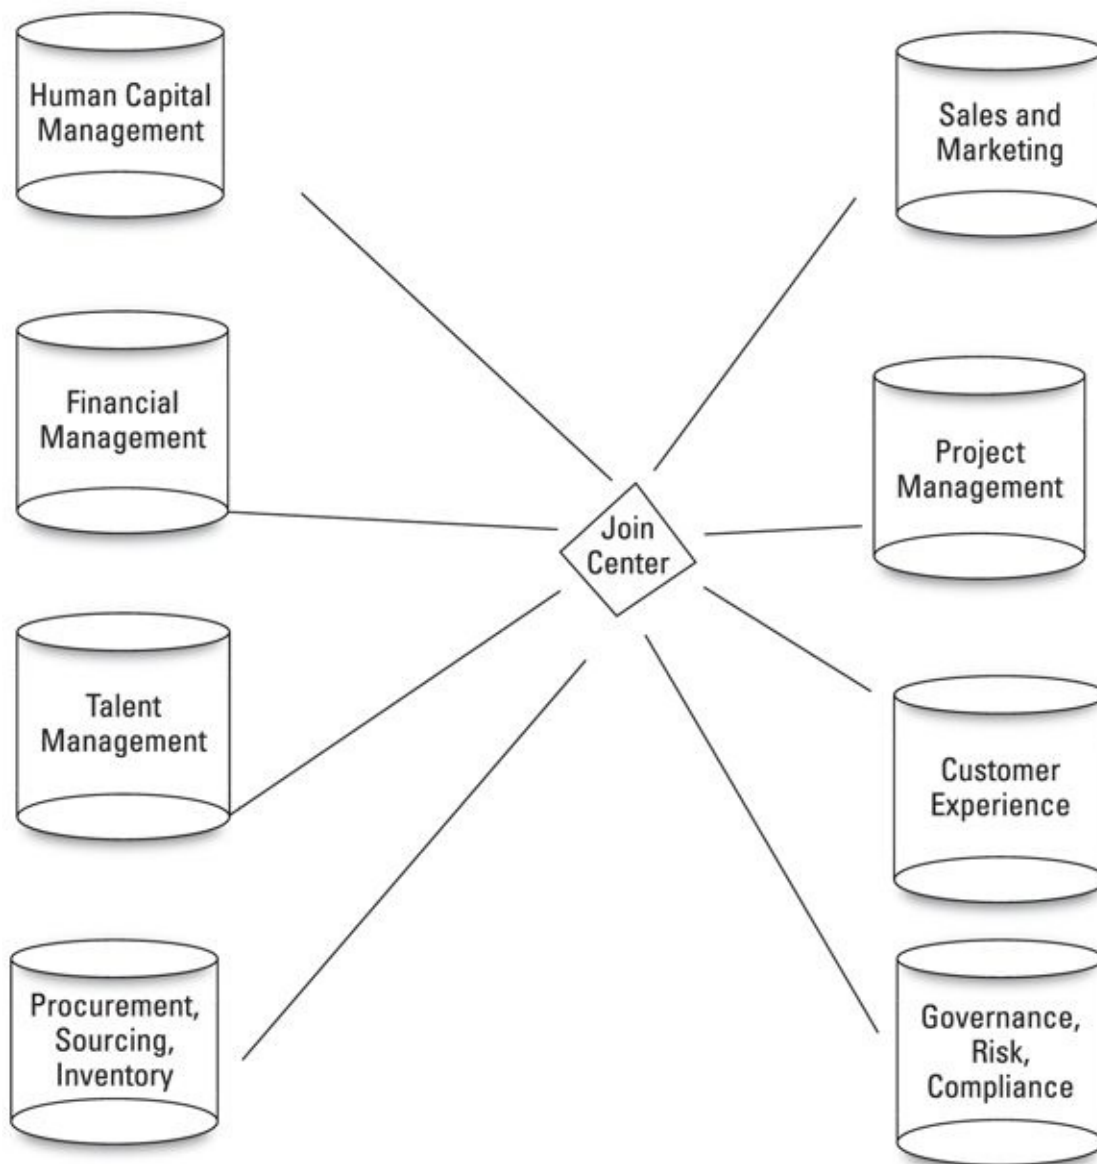 Human Capital
Management
Sales and
Marketing
Financial
Management
Project
Management
Join
Center
Talent
Management
Customer
Experience
Procurement,
Sourcing,
Inventory
Governance,
Risk,
Compliance